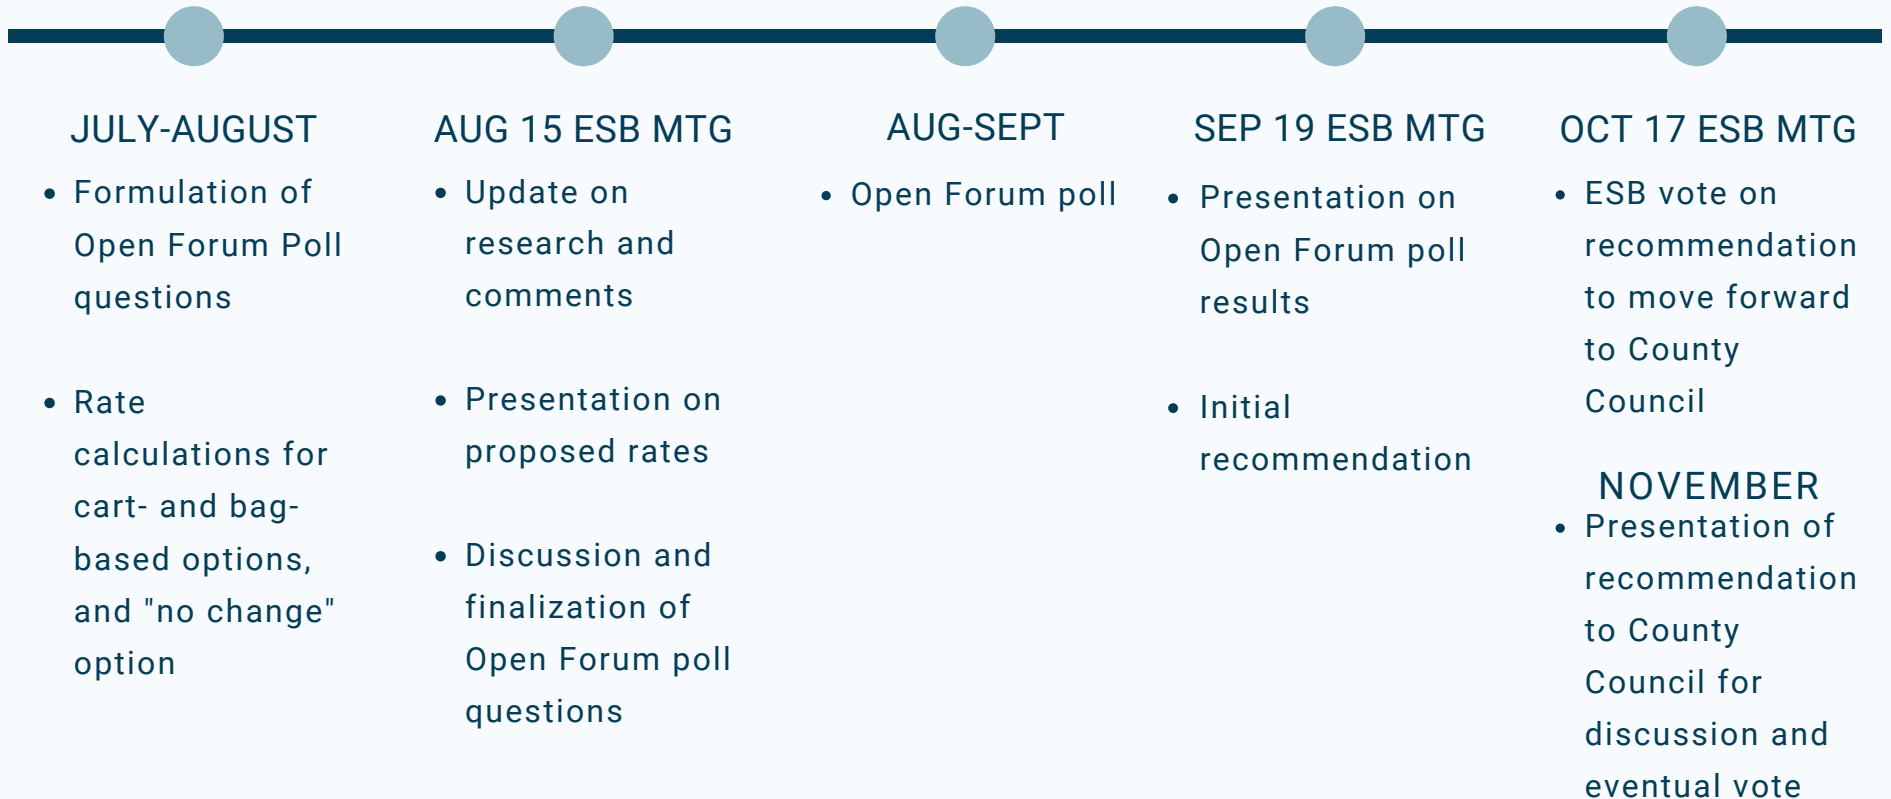 JULY-AUGUST
• Formulation of
Open Forum Poll
questions
• Rate
calculations for
cart- and bag-
based options,
and "no change"
option
AUG 15 ESB MTG
• Update on
research and
comments
• Presentation on
proposed rates
• Discussion and
finalization of
Open Forum poll
questions
AUG-SEPT
• Open Forum poll
SEP 19 ESB MTG
• Presentation on
Open Forum poll
results
• Initial
recommendation
OCT 17 ESB MTG
• ESB vote on
recommendation
to move forward
to County
Council
NOVEMBER
• Presentation of
recommendation
to County
Council for
discussion and
eventual vote